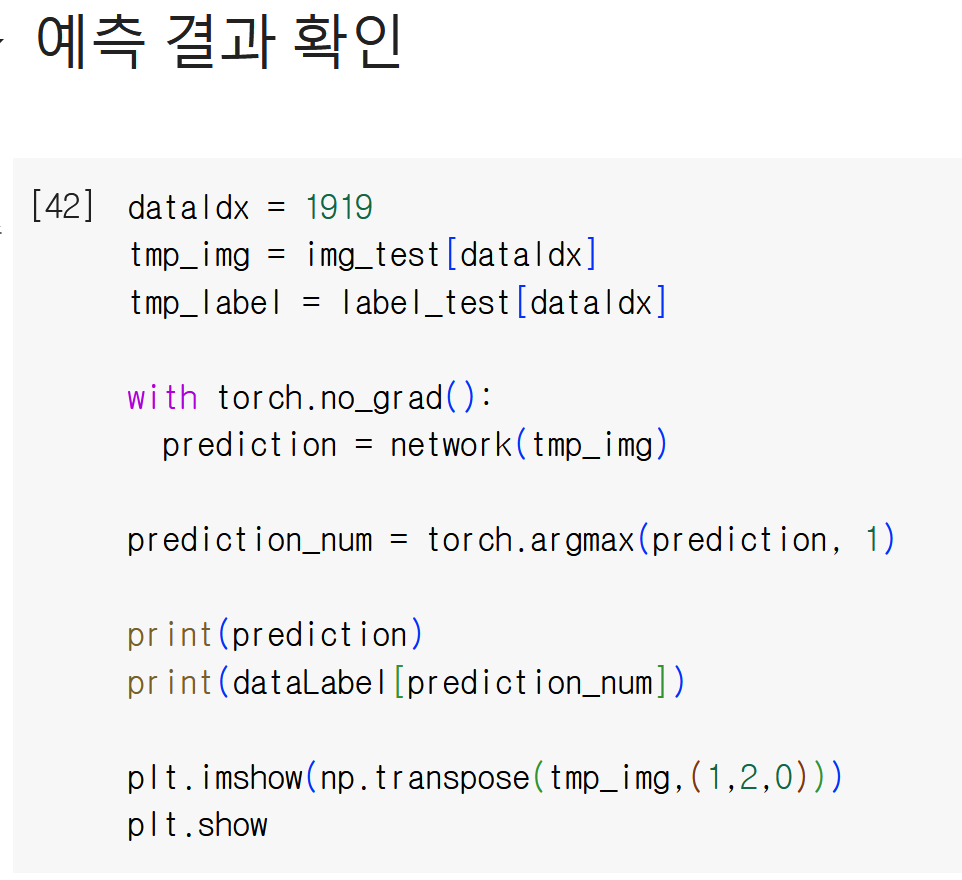 예측 결과 확인
[42] dataIdx = 1919
tmp_img = img_test[dataIdx]
tmp_label = label_test[dataIdx]
with torch.no_grad():
  prediction = network(tmp_img)
prediction_num = torch.argmax(prediction, 1)
print(prediction)
print(dataLabel[prediction_num])
plt.imshow(np.transpose(tmp_img,(1,2,0)))
plt.show